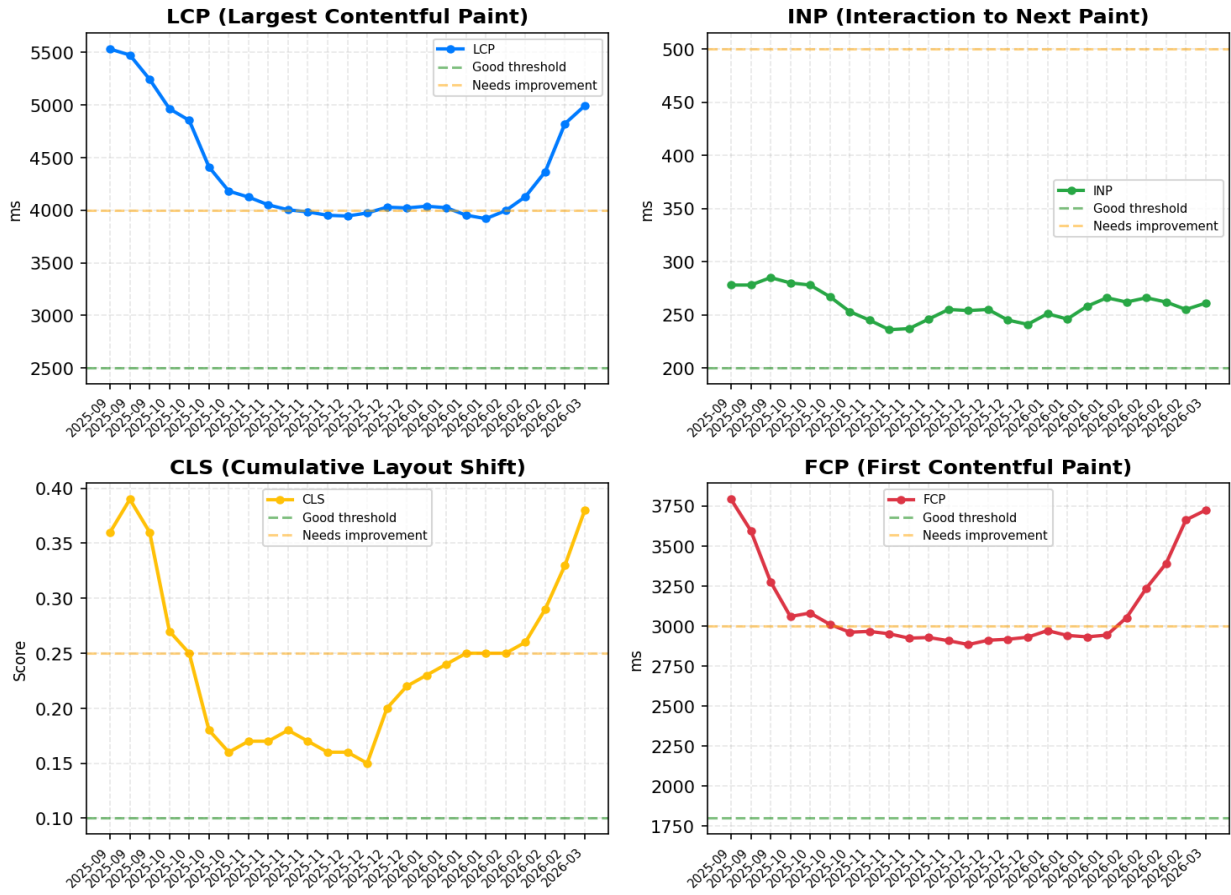 LCP (Largest Contentful Paint)
5500
5000
4500
4000
3500
3000
2500
ms
LCP
Good threshold
Needs improvement
2025-09 2025-09 2025-09 2025-10 2025-10 2025-10 2025-10 2025-11 2025-11 2025-11 2025-11 2025-11 2025-12 2025-12 2025-12 2025-12 2026-01 2026-01 2026-01 2026-01 2026-02 2026-02 2026-02 2026-02 2026-03
INP (Interaction to Next Paint)
500
450
400
350
300
250
200
ms
INP
Good threshold
Needs improvement
2025-09 2025-09 2025-09 2025-10 2025-10 2025-10 2025-10 2025-11 2025-11 2025-11 2025-11 2025-11 2025-12 2025-12 2025-12 2025-12 2026-01 2026-01 2026-01 2026-01 2026-02 2026-02 2026-02 2026-02 2026-03
CLS (Cumulative Layout Shift)
0.40
0.35
0.30
0.25
0.20
0.15
0.10
Score
CLS
Good threshold
Needs improvement
2025-09 2025-09 2025-09 2025-10 2025-10 2025-10 2025-10 2025-11 2025-11 2025-11 2025-11 2025-11 2025-12 2025-12 2025-12 2025-12 2026-01 2026-01 2026-01 2026-01 2026-02 2026-02 2026-02 2026-02 2026-03
FCP (First Contentful Paint)
3750
3500
3250
3000
2750
2500
2250
2000
1750
ms
FCP
Good threshold
Needs improvement
2025-09 2025-09 2025-09 2025-10 2025-10 2025-10 2025-10 2025-11 2025-11 2025-11 2025-11 2025-11 2025-12 2025-12 2025-12 2025-12 2026-01 2026-01 2026-01 2026-01 2026-02 2026-02 2026-02 2026-02 2026-03